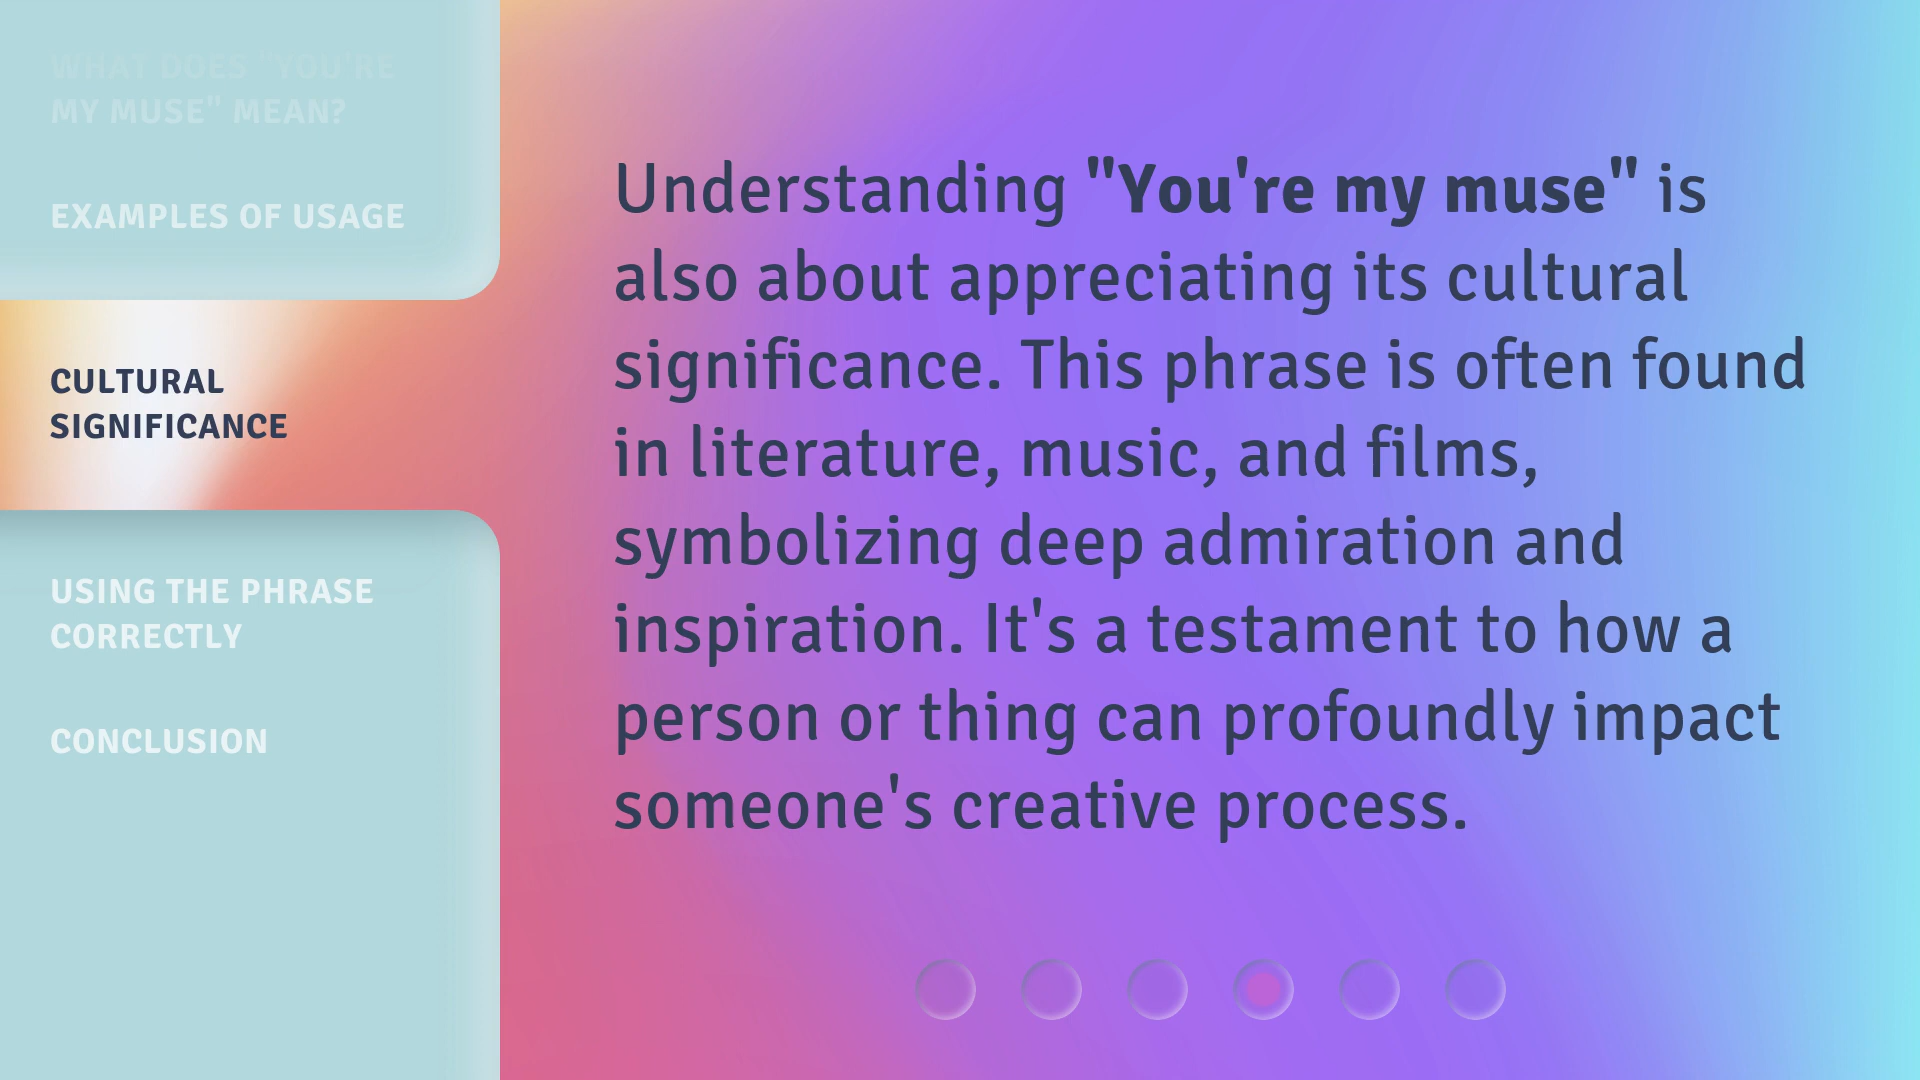 WHAT DOES "YOU'RE
MY MUSE" MEAN?
EXAMPLES OF USAGE
CULTURAL
SIGNIFICANCE
USING THE PHRASE
CORRECTLY
CONCLUSION
Understanding "You're my muse" is
also about appreciating its cultural
significance. This phrase is often found
in literature, music, and films,
symbolizing deep admiration and
inspiration. It's a testament to how a
person or thing can profoundly impact
someone's creative process.